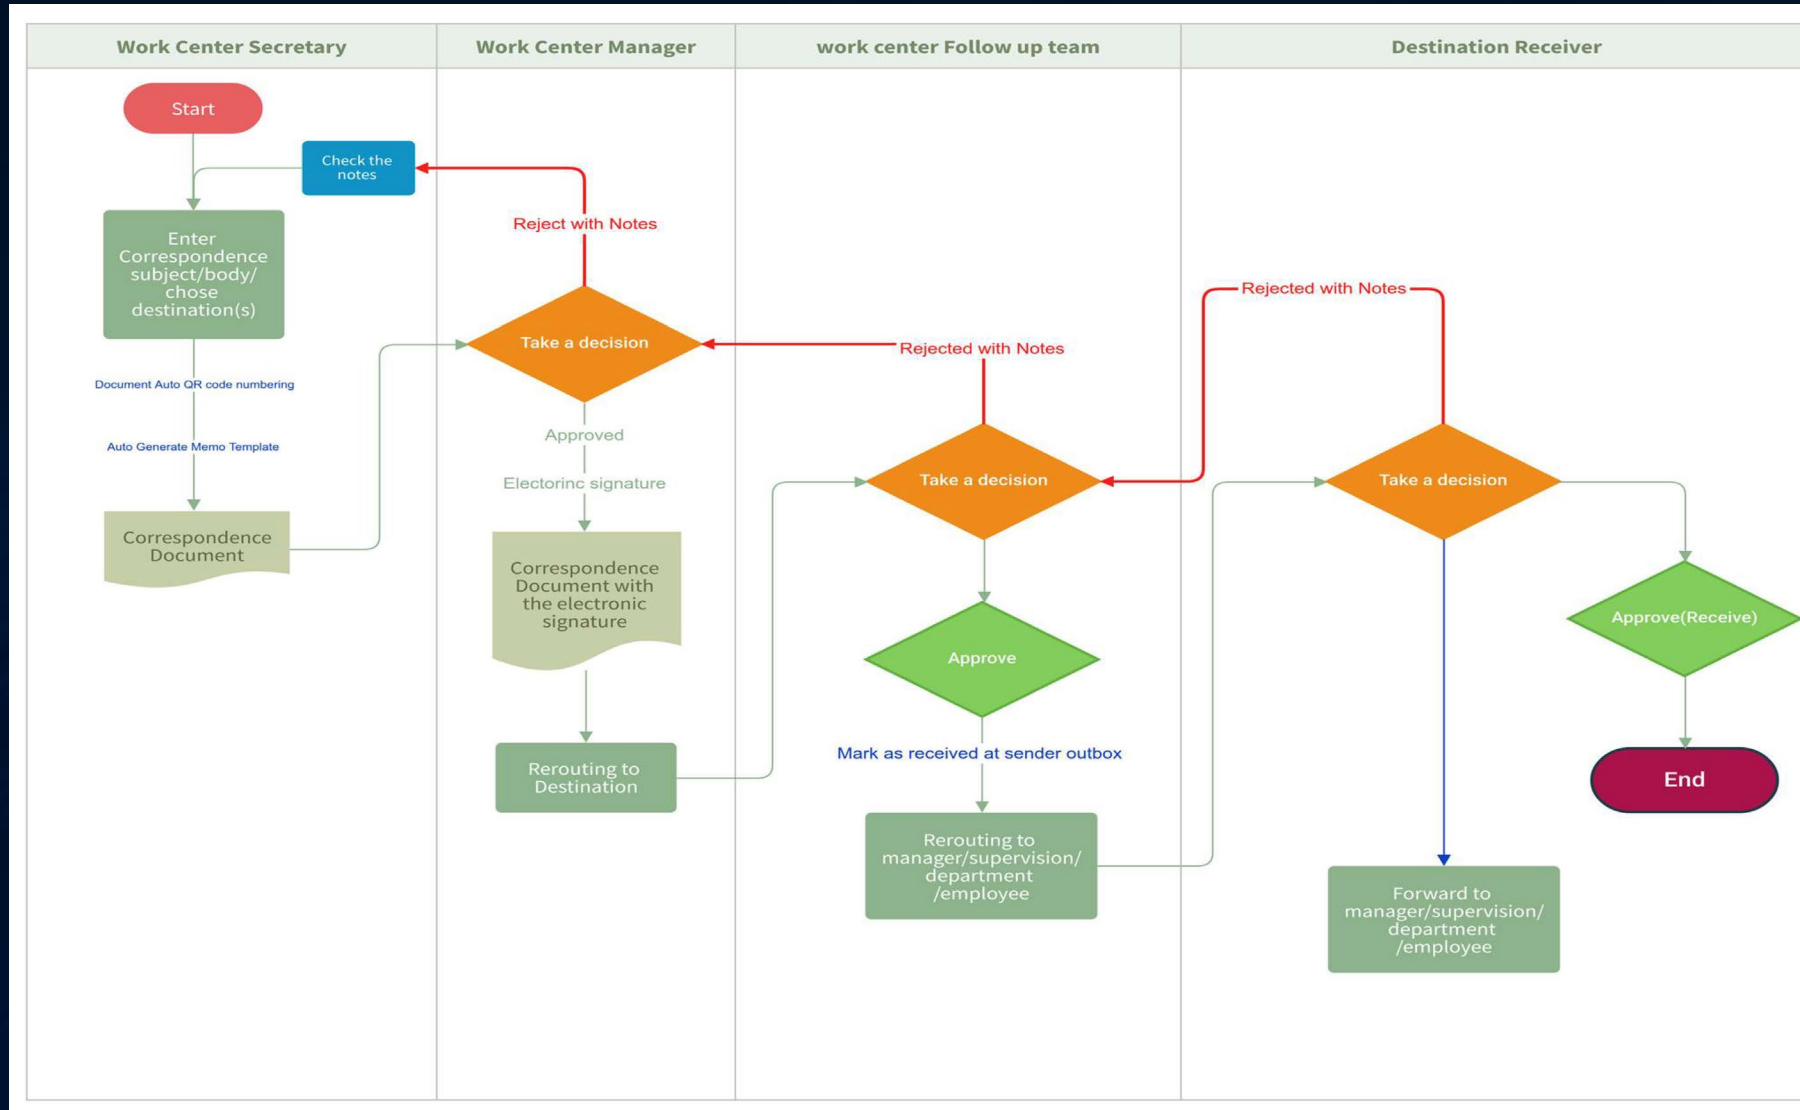 Work Center Secretary
Work Center Manager
work center Follow up team
Destination Receiver
Start
Check the
notes
Enter
Correspondence
subject/body/
chose
destination(s)
Document Auto QR code numbering
Auto Generate Memo Template
Correspondence
Document
Reject with Notes
Take a decision
Approved
Electorinc signature
Correspondence
Document with
the electronic
signature
Rerouting to
Destination
Rejected with Notes
Take a decision
Approve
Mark as received at sender outbox
Rerouting to
manager/supervision/
department
/employee
Rejected with Notes
Take a decision
Approve(Receive)
End
Forward to
manager/supervision/
department
/employee